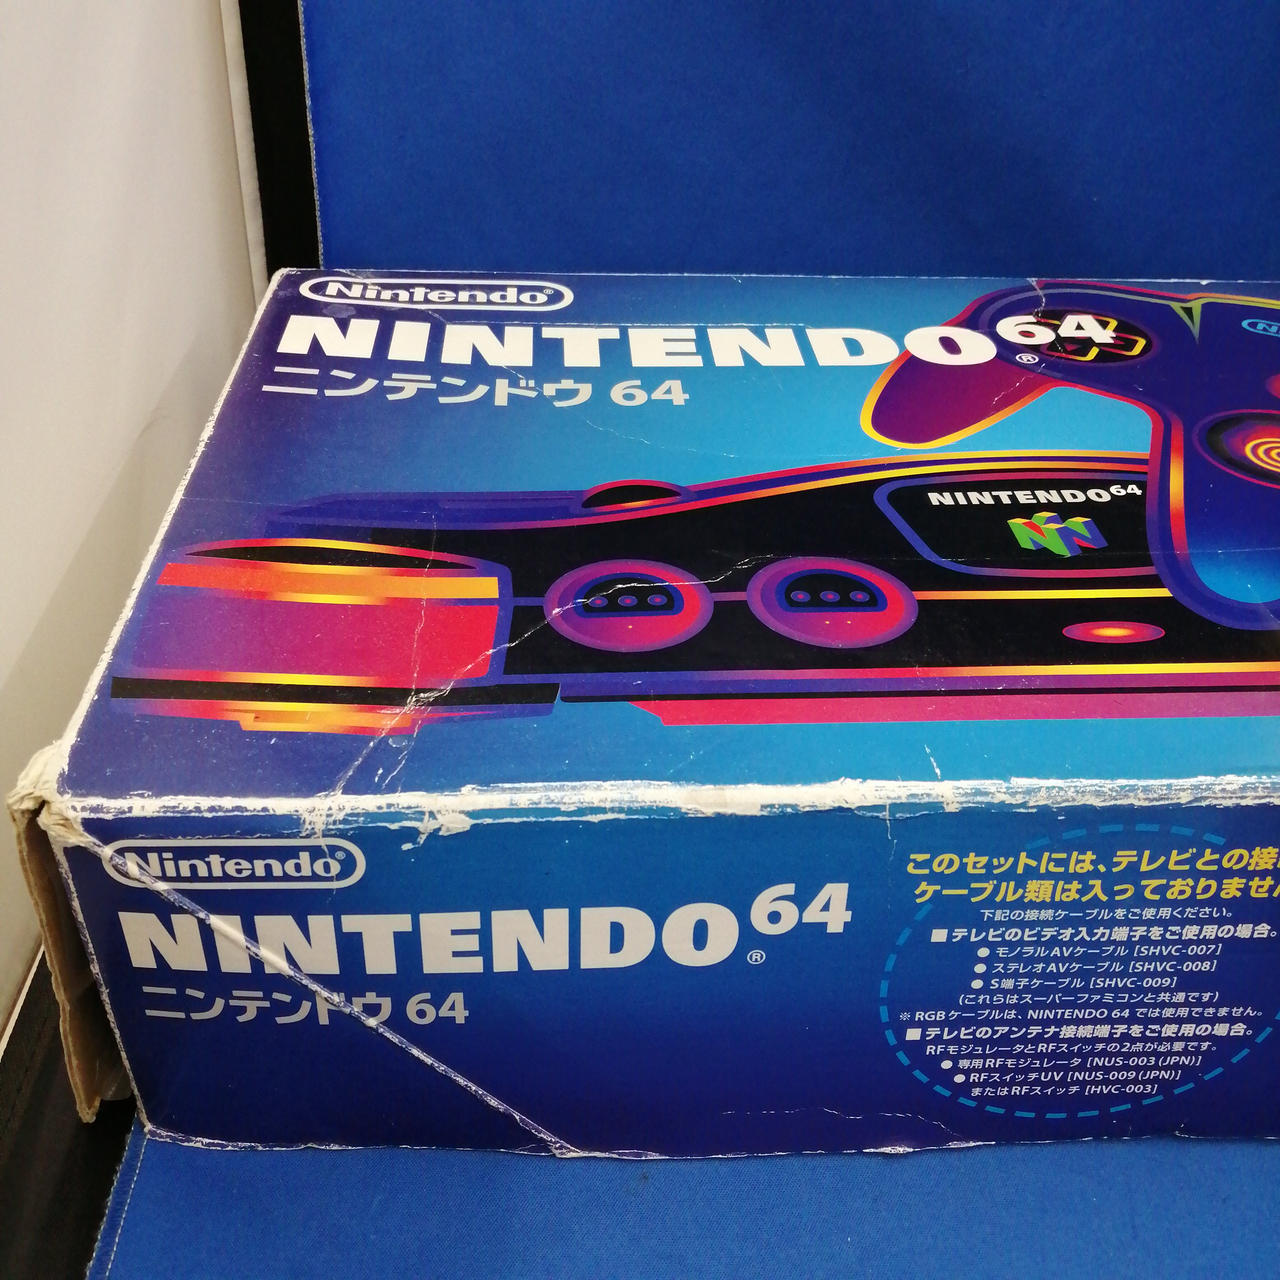 Nintendo®
NINTENDO64®
ニンテンドウ 64
NINTENDO64
Nintendo®
NINTENDO64®
ニンテンドウ 64
このセットには、テレビとの接
ケーブル類は入っておりませ
下記の接続ケーブルをご使用ください。
■テレビのビデオ入力端子をご使用の場合。
● モノラルAVケーブル [SHVC-007]
● ステレオAVケーブル [SHVC-008]
● S端子ケーブル [SHVC-009]
(これらはスーパーファミコンと共通です)
※ RGBケーブルは、NINTENDO 64 では使用できません。
■テレビのアンテナ接続端子をご使用の場合。
RFモジュレータとRFスイッチの2点が必要です。
● 専用RFモジュレータ [NUS-003 (JPN)]
● RFスイッチUV [NUS-009 (JPN)]
またはRFスイッチ [HVC-003]